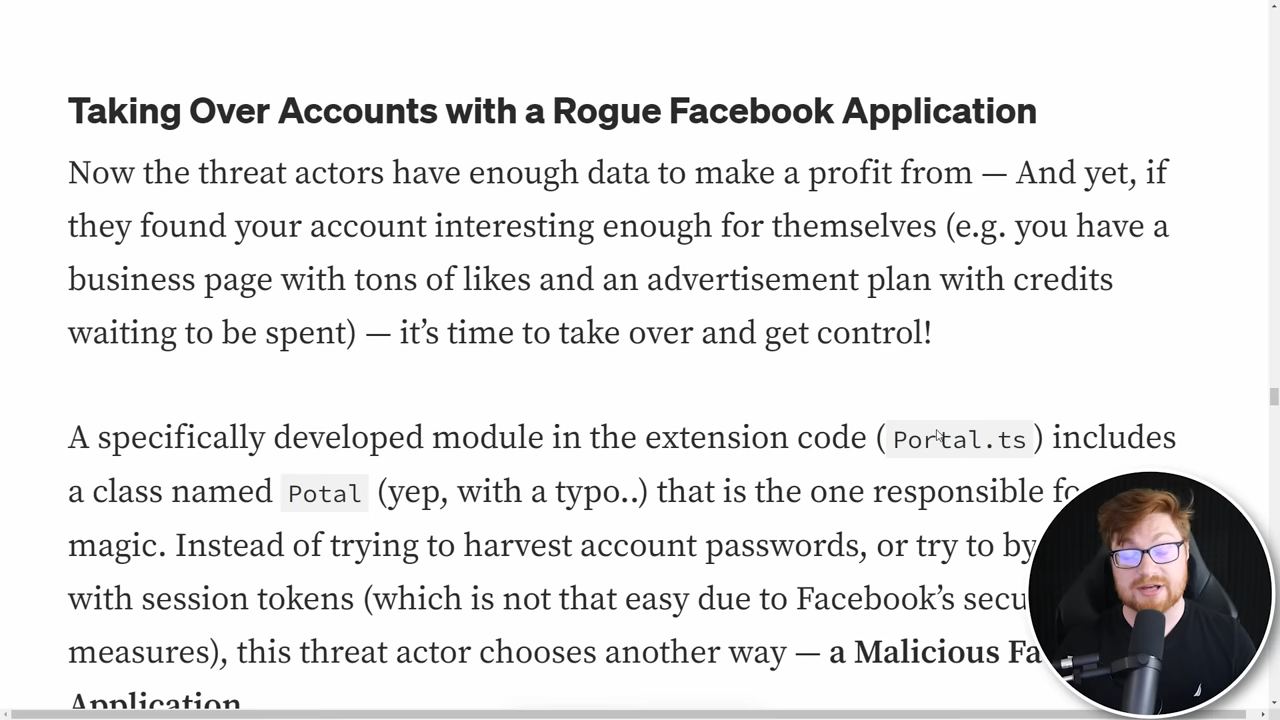 Taking Over Accounts with a Rogue Facebook Application
Now the threat actors have enough data to make a profit from — And yet, if
they found your account interesting enough for themselves (e.g. you have a
business page with tons of likes and an advertisement plan with credits
waiting to be spent) — it’s time to take over and get control!
A specifically developed module in the extension code (Portal.ts) includes
a class named Potal (yep, with a typo..) that is the one responsible
magic. Instead of trying to harvest account passwords, or try to
with session tokens (which is not that easy due to Facebook’s
measures), this threat actor chooses another way — a Malicious
Application